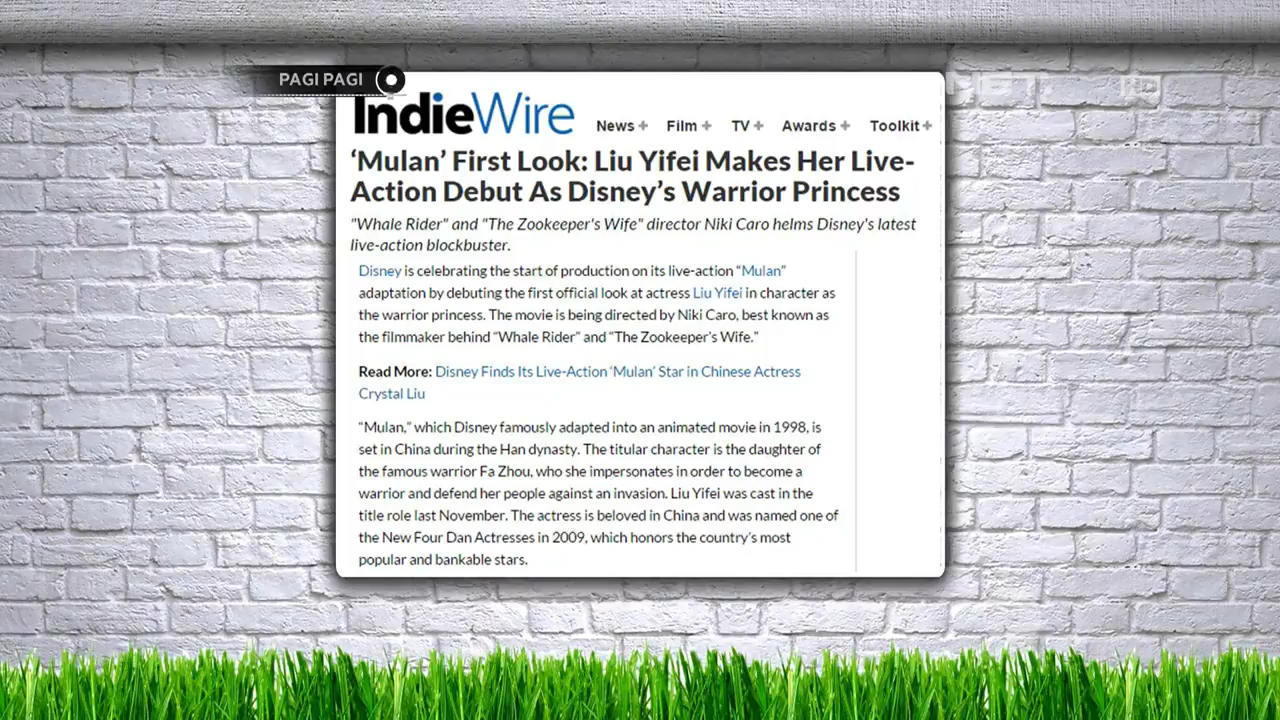 PAGI PAGI
IndieWire
News+ Film+ TV+ Awards+ Toolkit+
‘Mulan’ First Look: Liu Yifei Makes Her Live-
Action Debut As Disney’s Warrior Princess
"Whale Rider" and "The Zookeeper's Wife" director Niki Caro helms Disney's latest
live-action blockbuster.
Disney is celebrating the start of production on its live-action “Mulan”
adaptation by debuting the first official look at actress Liu Yifei in character as
the warrior princess. The movie is being directed by Niki Caro, best known as
the filmmaker behind “Whale Rider” and “The Zookeeper’s Wife.”
Read More: Disney Finds Its Live-Action ‘Mulan’ Star in Chinese Actress
Crystal Liu
“Mulan,” which Disney famously adapted into an animated movie in 1998, is
set in China during the Han dynasty. The titular character is the daughter of
the famous warrior Fa Zhou, who she impersonates in order to become a
warrior and defend her people against an invasion. Liu Yifei was cast in the
title role last November. The actress is beloved in China and was named one of
the New Four Dan Actresses in 2009, which honors the country’s most
popular and bankable stars.